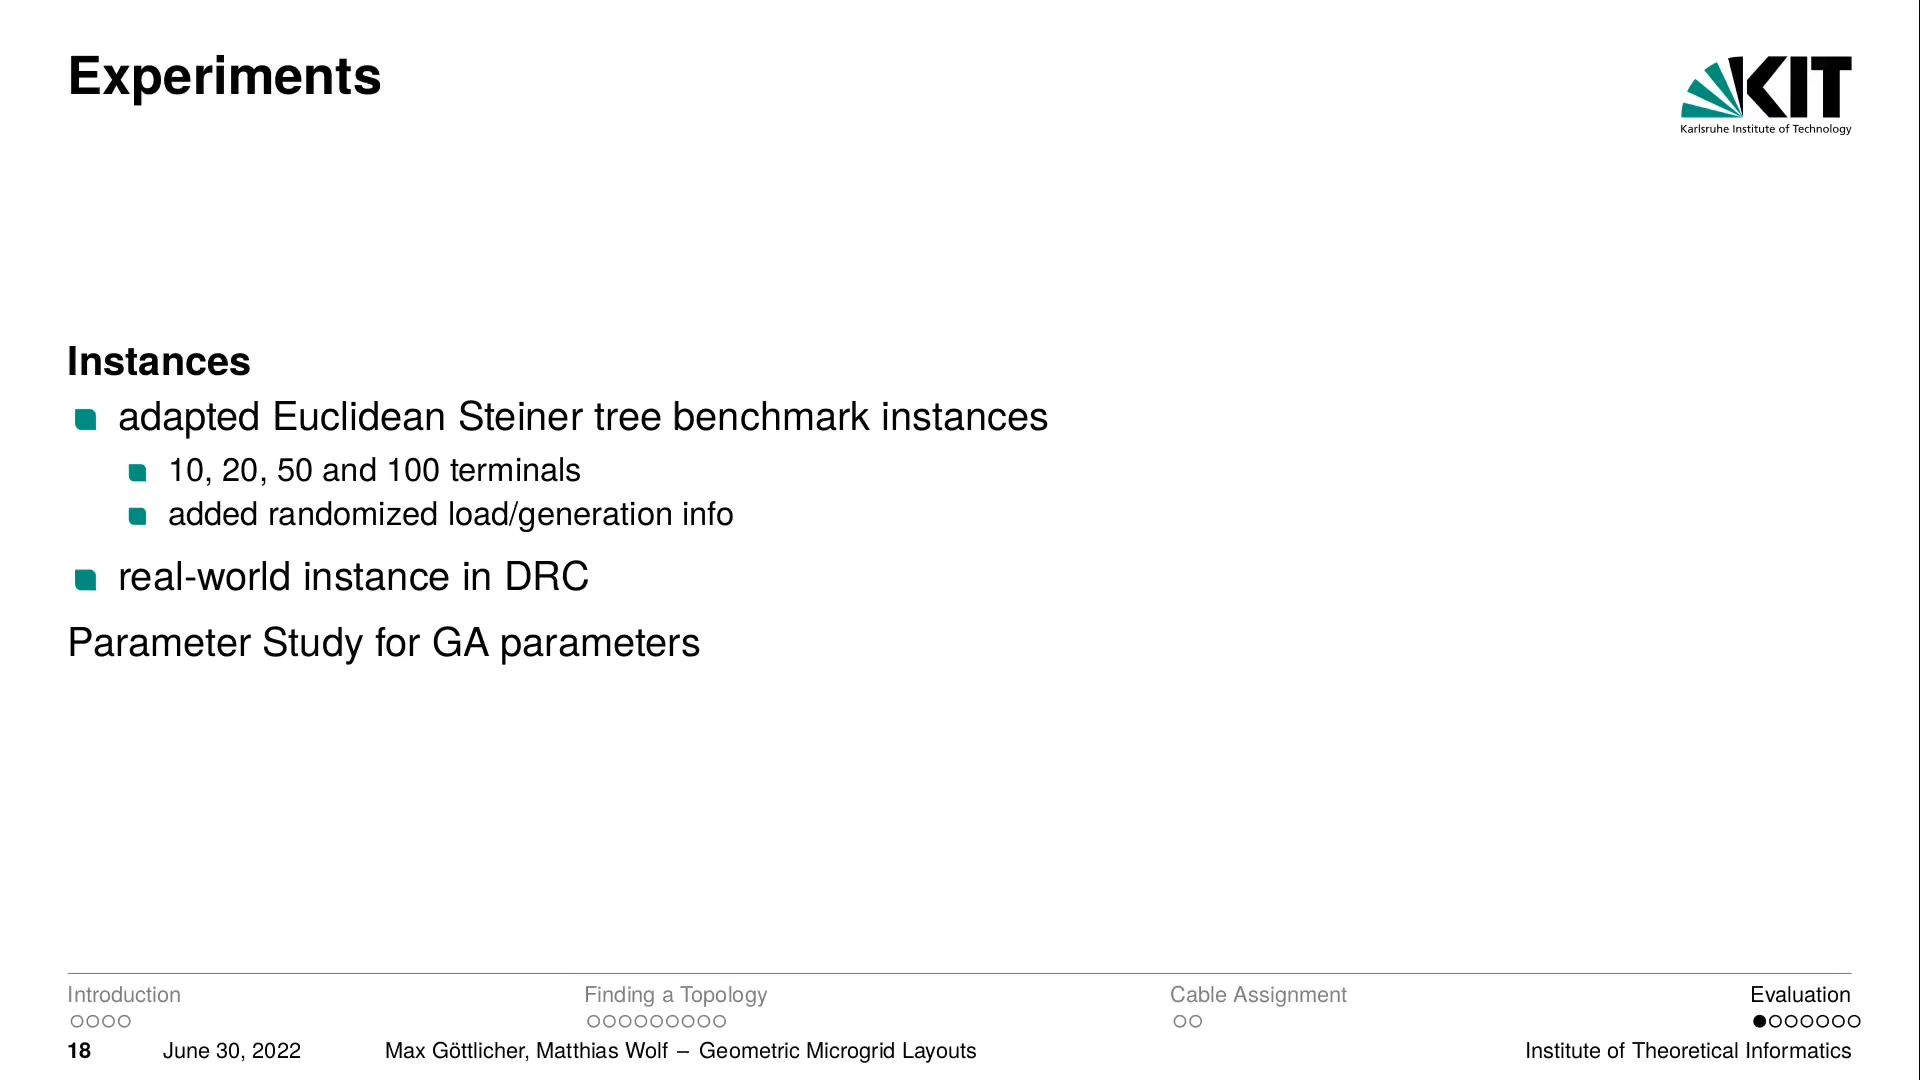 Experiments
KIT
Karlsruhe Institute of Technology
Instances
adapted Euclidean Steiner tree benchmark instances
10, 20, 50 and 100 terminals
added randomized load/generation info
real-world instance in DRC
Parameter Study for GA parameters
Introduction Finding a Topology Cable Assignment Evaluation
18 June 30, 2022 Max Göttlicher, Matthias Wolf – Geometric Microgrid Layouts Institute of Theoretical Informatics